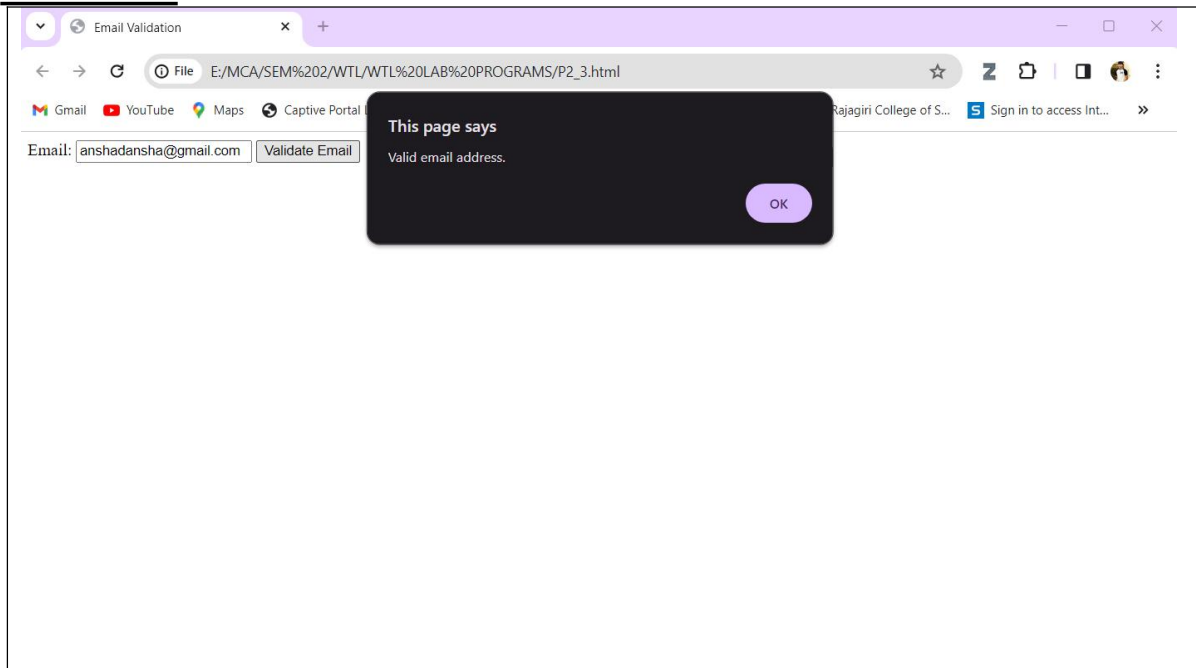 Email Validation
File E:/MCA/SEM%202/WTL/WTL%20LAB%20PROGRAMS/P2_3.html
Gmail YouTube Maps Captive Portal Rajagiri College of S... Sign in to access Int...
This page says
Email: anshadansha@gmail.com Validate Email Valid email address.
OK